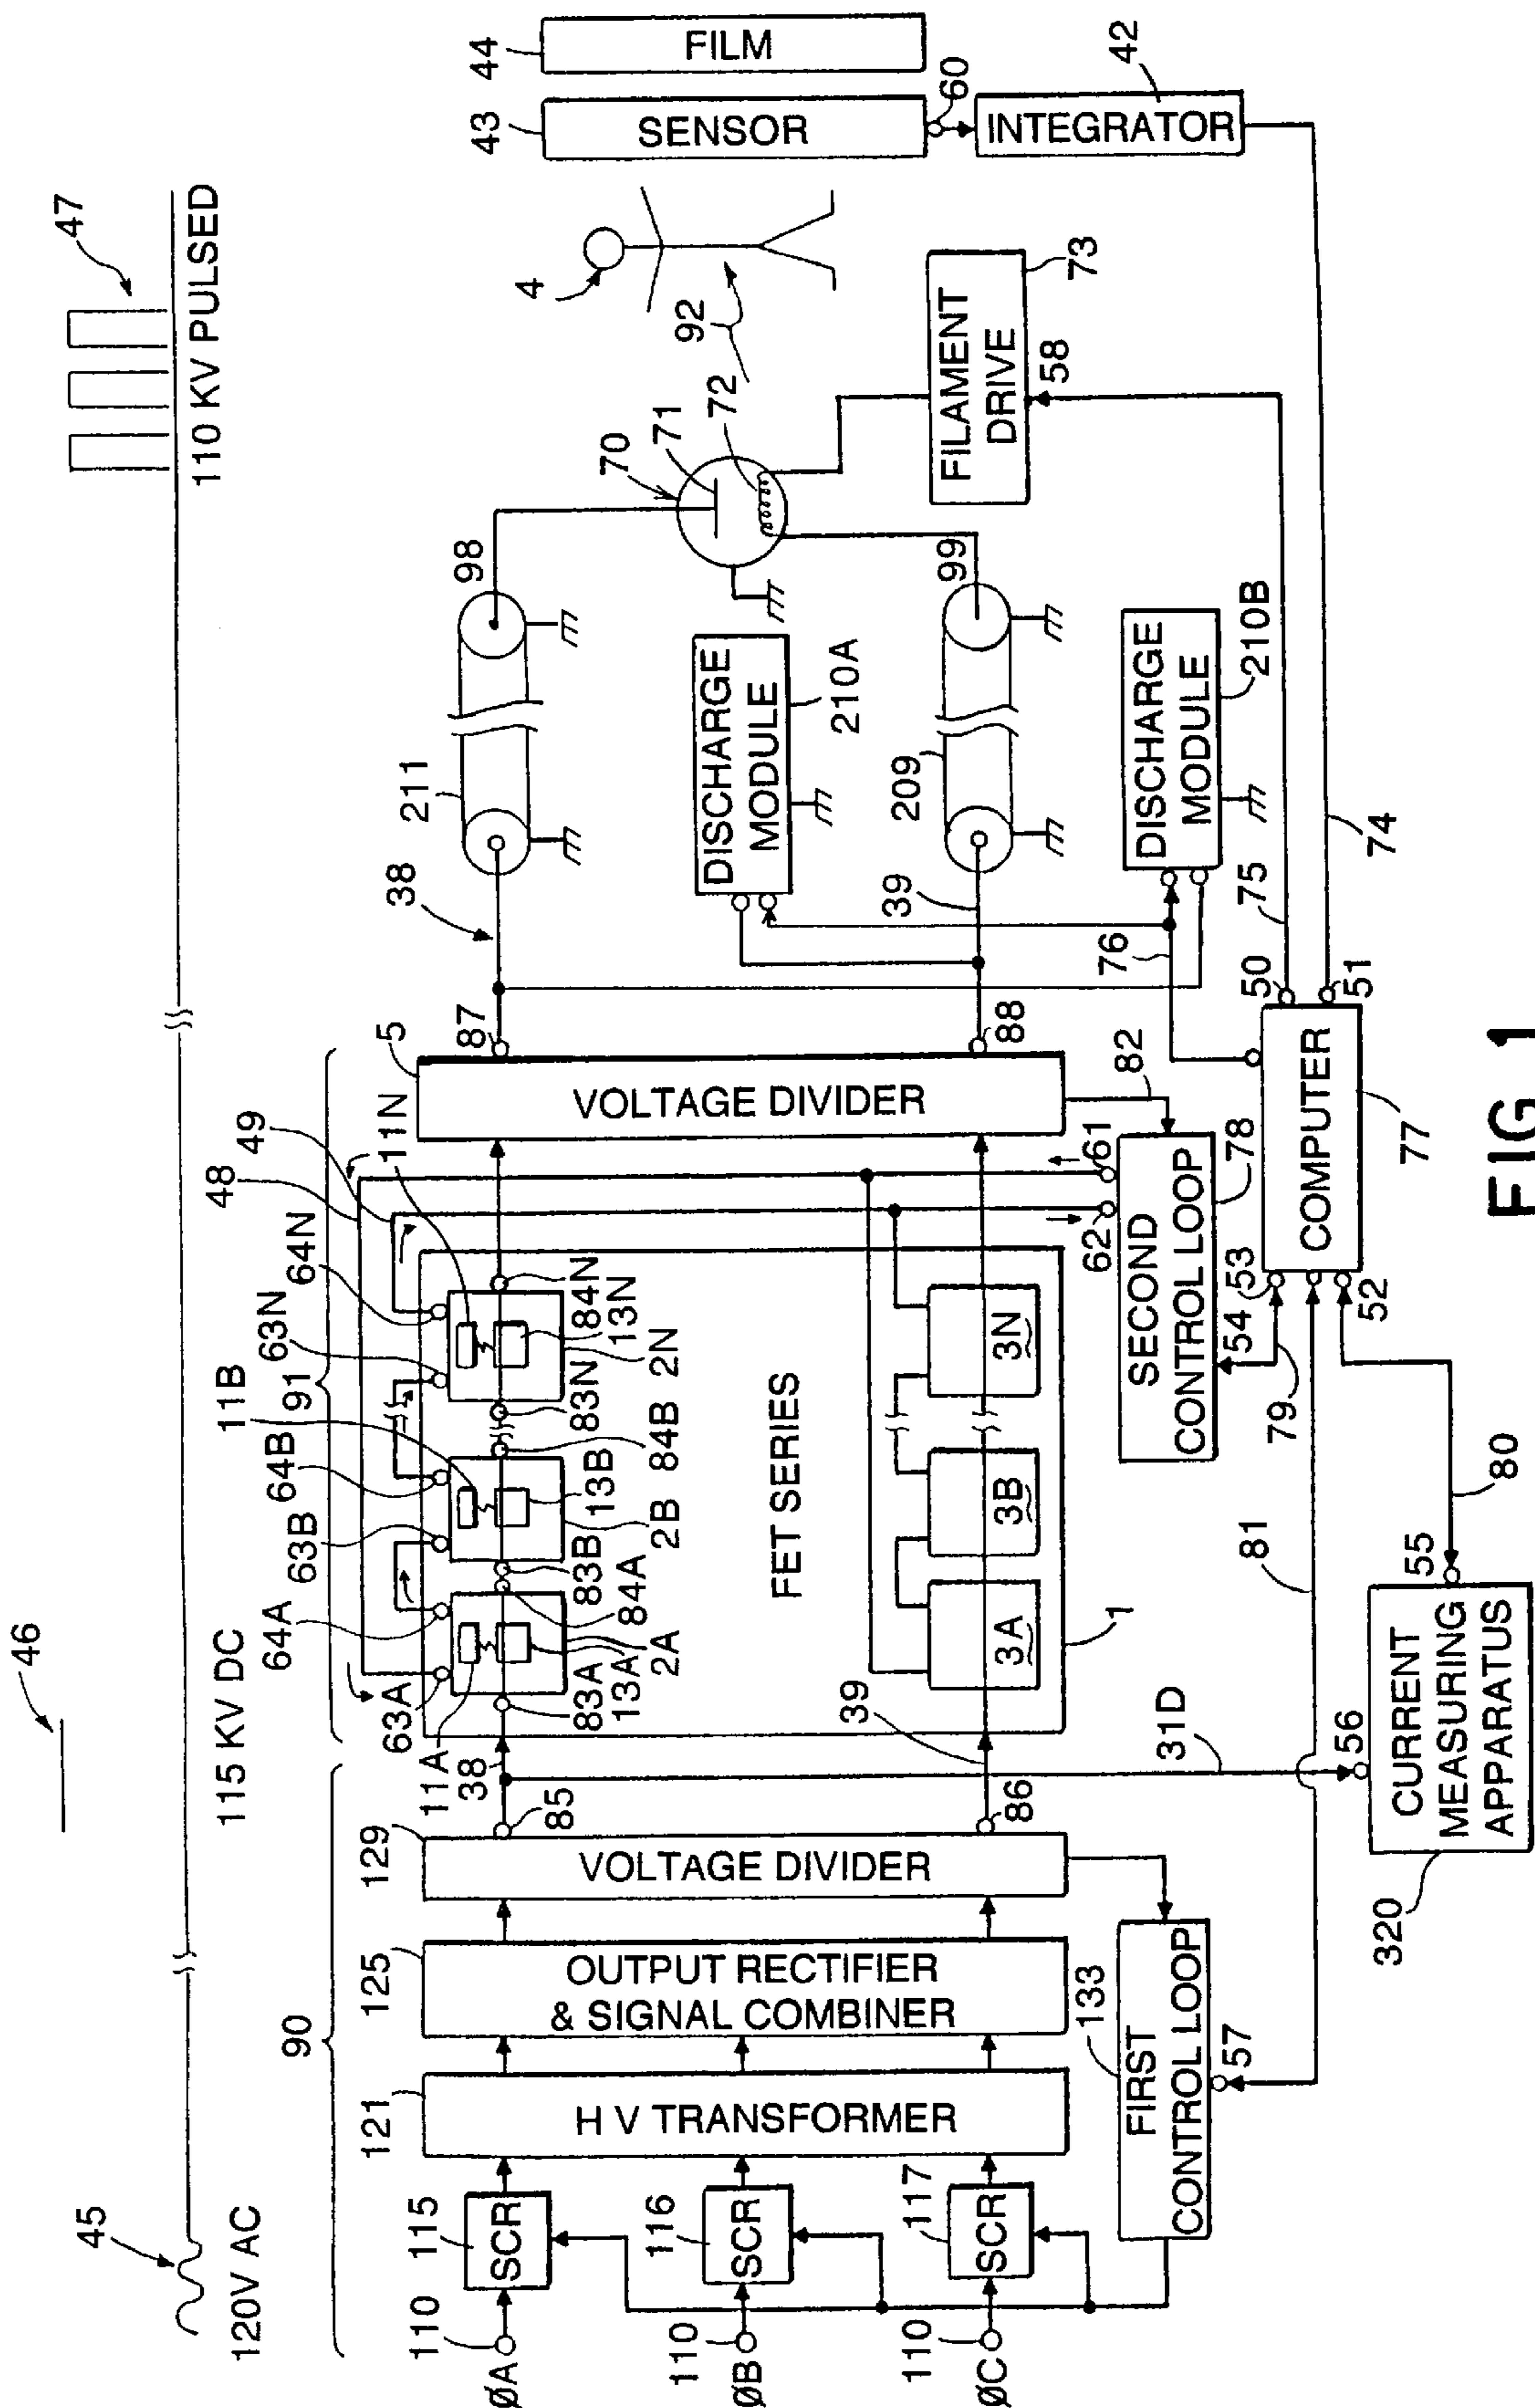 46
47
45
120V AC
115 KV DC
110 KV PULSED
90
91
11B
48
49
11N
44
FILM
43
SENSOR
60
42
INTEGRATOR
4
92
ØA
110
115
SCR
ØB
110
116
SCR
ØC
110
117
SCR
121
H V TRANSFORMER
125
OUTPUT RECTIFIER
& SIGNAL COMBINER
129
VOLTAGE DIVIDER
85
86
38
39
133
FIRST
CONTROL LOOP
57
63A
64A
63B
64B
63N
64N
11A
83A
13A
2A
84A
83B
2B
13B
84B
83N
2N
13N
84N
FET SERIES
3A
3B
3N
1
5
VOLTAGE DIVIDER
87
88
82
62
61
SECOND
CONTROL LOOP
78
54
53
79
38
39
211
98
209
99
DISCHARGE
MODULE
210A
DISCHARGE
MODULE
210B
70
71
72
FILAMENT
DRIVE
73
58
76
75
74
50
51
52
COMPUTER
77
31D
81
80
56
55
CURRENT
MEASURING
APPARATUS
320
FIG 1